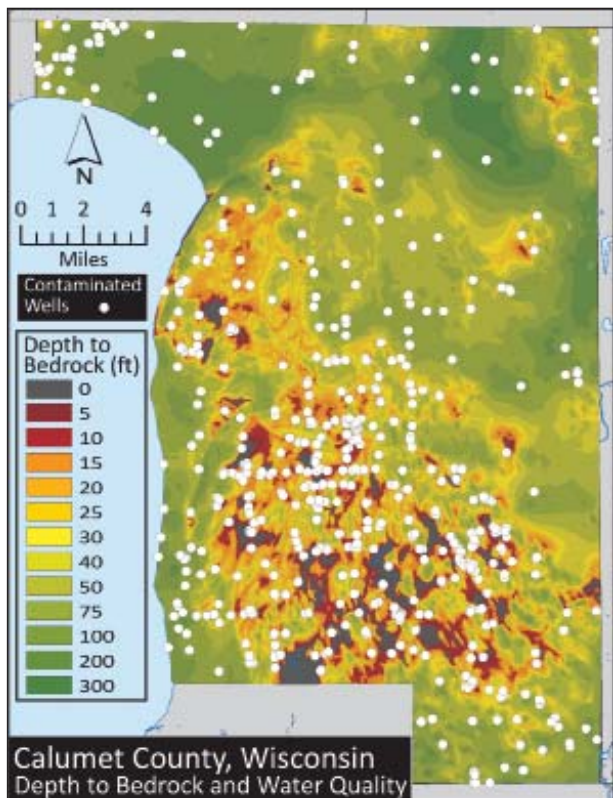 N
0 2 4
Miles
Contaminated
Wells
Depth to
Bedrock (ft)
0
5
10
15
20
25
30
40
50
75
100
200
300
Calumet County, Wisconsin
Depth to Bedrock and Water Quality